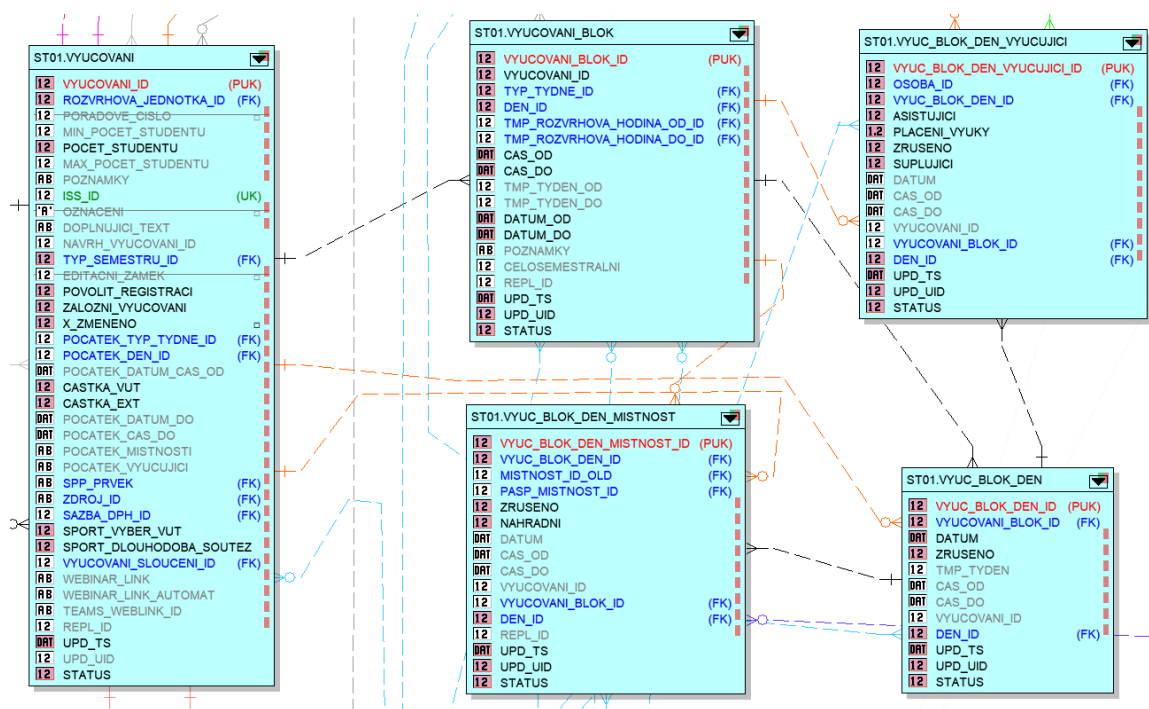 ST01.VYUCOVANI
12 VYUCOVANI_ID (PUK)
12 ROZVRHOVA_JEDNOTKA_ID (FK)
12 PORADOVE_CISLO
12 MIN_POCET_STUDENTU
12 POCET_STUDENTU
12 MAX_POCET_STUDENTU
AB POZNAMKY
12 ISS_ID (UK)
'A' OZNACENI
AB DOPLNUJICI_TEXT
12 NAVRH_VYUCOVANI_ID
12 TYP_SEMESTRU_ID (FK)
12 EDITACNI_ZAMEK
12 POVOLIT_REGISTRACI
12 ZALOZNI_VYUCOVANI
12 X_ZMENENO
12 POCATEK_TYP_TYDNE_ID (FK)
12 POCATEK_DEN_ID (FK)
DAT POCATEK_DATUM_CAS_OD
12 CASTKA_VUT
12 CASTKA_EXT
DAT POCATEK_DATUM_DO
DAT POCATEK_CAS_DO
AB POCATEK_MISTNOSTI
AB POCATEK_VYUCUJICI
AB SPP_PRVEK (FK)
12 ZDROJ_ID (FK)
12 SAZBA_DPH_ID (FK)
12 SPORT_VYBER_VUT
12 SPORT_DLOUHODOBA_SOUTEZ
12 VYUCOVANI_SLOUCENI_ID (FK)
AB WEBINAR_LINK
AB WEBINAR_LINK_AUTOMAT
AB TEAMS_WEBLINK_ID
12 REPL_ID
DAT UPD_TS
12 UPD_UID
12 STATUS
ST01.VYUCOVANI_BLOK
12 VYUCOVANI_BLOK_ID (PUK)
12 VYUCOVANI_ID
12 TYP_TYDNE_ID (FK)
12 DEN_ID (FK)
12 TMP_ROZVRHOVA_HODINA_OD_ID (FK)
12 TMP_ROZVRHOVA_HODINA_DO_ID (FK)
DAT CAS_OD
DAT CAS_DO
12 TMP_TYDEN_OD
12 TMP_TYDEN_DO
DAT DATUM_OD
DAT DATUM_DO
AB POZNAMKY
12 CELOSEMESTRALNI
12 REPL_ID
DAT UPD_TS
12 UPD_UID
12 STATUS
ST01.VYUC_BLOK_DEN_VYUCUJICI
12 VYUC_BLOK_DEN_VYUCUJICI_ID (PUK)
12 OSOBA_ID (FK)
12 VYUC_BLOK_DEN_ID (FK)
12 ASISTUJICI
1.2 PLACENI_VYUKY
12 ZRUSENO
12 SUPLUJICI
DAT DATUM
DAT CAS_OD
DAT CAS_DO
12 VYUCOVANI_ID
12 VYUCOVANI_BLOK_ID (FK)
12 DEN_ID (FK)
DAT UPD_TS
12 UPD_UID
12 STATUS
ST01.VYUC_BLOK_DEN_MISTNOST
12 VYUC_BLOK_DEN_MISTNOST_ID (PUK)
12 VYUC_BLOK_DEN_ID (FK)
12 MISTNOST_ID_OLD (FK)
12 PASP_MISTNOST_ID (FK)
12 ZRUSENO
12 NAHRADNI
DAT DATUM
DAT CAS_OD
DAT CAS_DO
12 VYUCOVANI_ID
12 VYUCOVANI_BLOK_ID (FK)
12 DEN_ID (FK)
12 REPL_ID
DAT UPD_TS
12 UPD_UID
12 STATUS
ST01.VYUC_BLOK_DEN
12 VYUC_BLOK_DEN_ID (PUK)
12 VYUCOVANI_BLOK_ID (FK)
DAT DATUM
12 ZRUSENO
12 TMP_TYDEN
DAT CAS_OD
DAT CAS_DO
12 VYUCOVANI_ID
12 DEN_ID (FK)
DAT UPD_TS
12 UPD_UID
12 STATUS